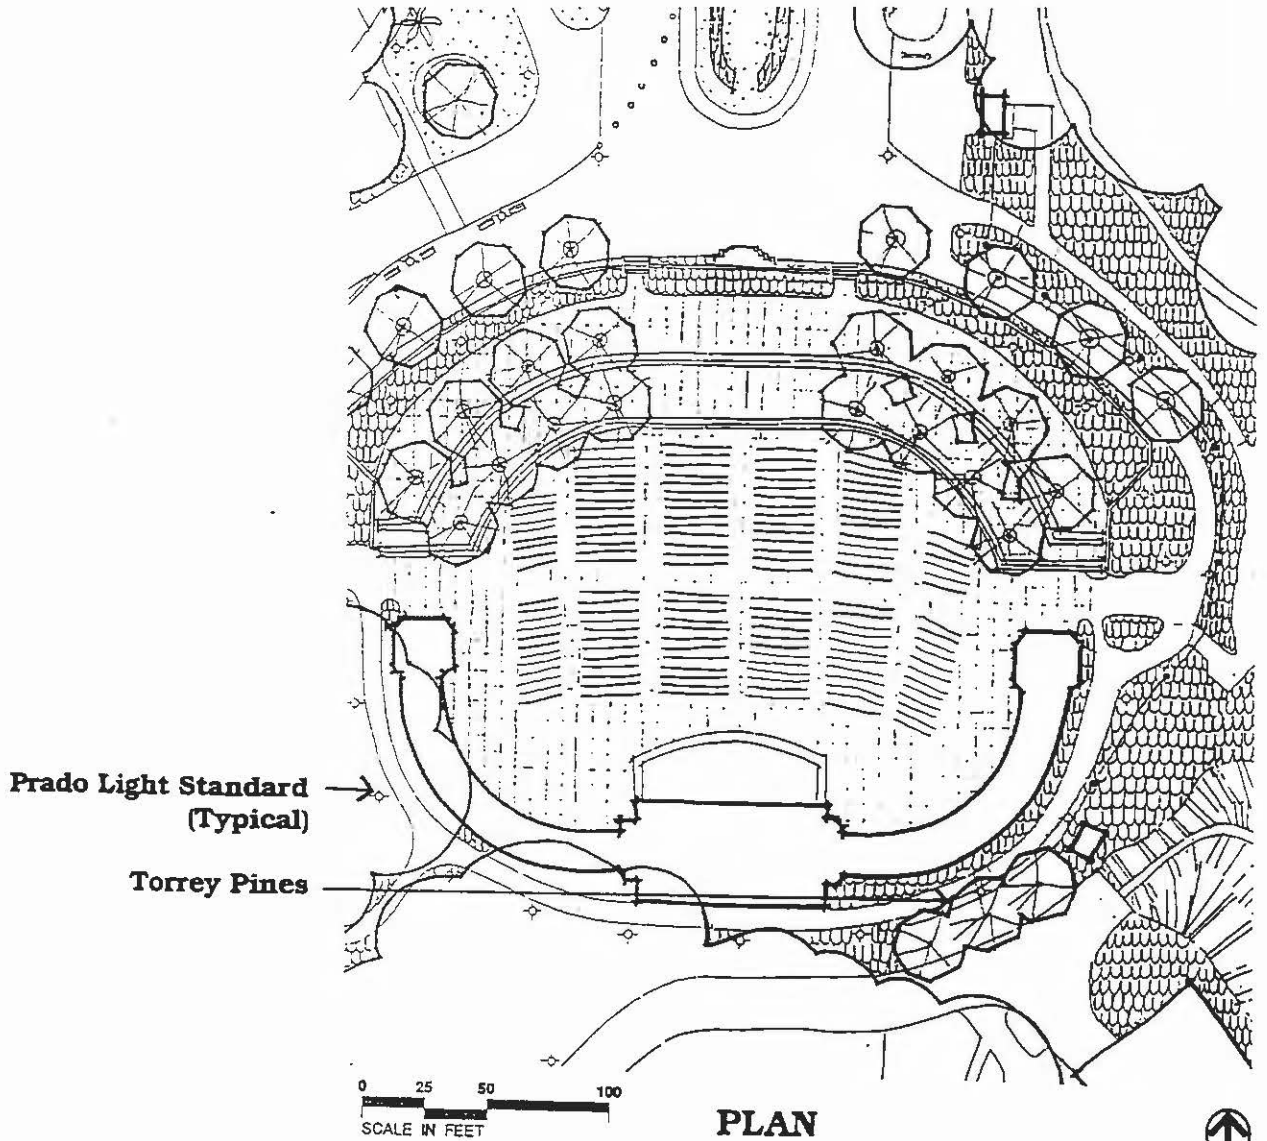 Prado Light Standard
(Typical)
Torrey Pines
0 25 50 100
SCALE IN FEET
PLAN